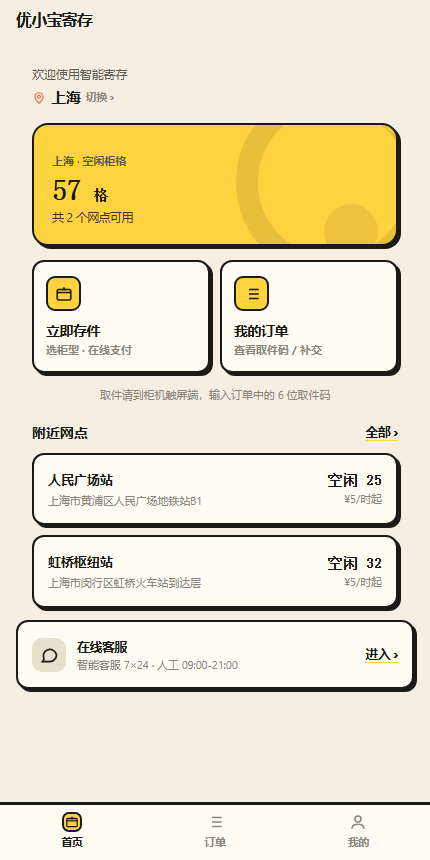 优小宝寄存
欢迎使用智能寄存
上海 切换 ›
上海 · 空闲柜格
57 格
共 2 个网点可用
立即存件
选柜型 · 在线支付
我的订单
查看取件码 / 补交
取件请到柜机触屏端，输入订单中的 6 位取件码
附近网点
全部 ›
人民广场站
上海市黄浦区人民广场地铁站B1
空闲 25
¥5/时起
虹桥枢纽站
上海市闵行区虹桥火车站到达层
空闲 32
¥5/时起
在线客服
智能客服 7×24 · 人工 09:00-21:00
进入 ›
首页
订单
我的